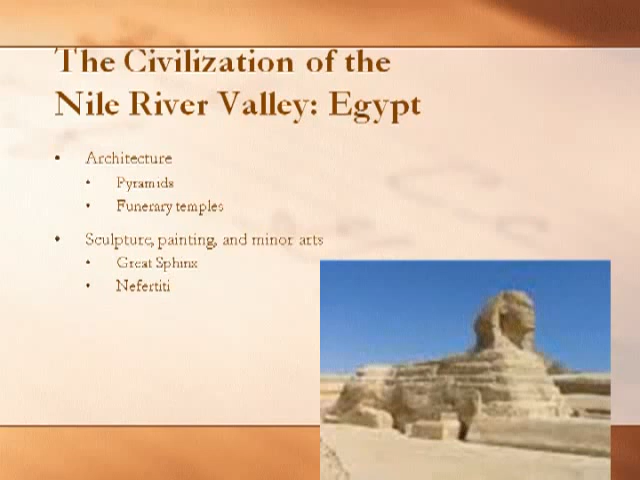 The Civilization of the
Nile River Valley: Egypt
• Architecture
• Pyramids
• Funerary temples
• Sculpture, painting, and minor arts
• Great Sphinx
• Nefertiti